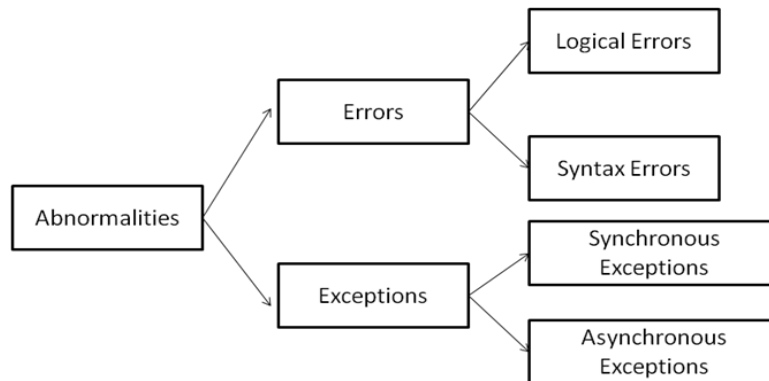 Logical Errors
Errors
Syntax Errors
Abnormalities
Synchronous
Exceptions
Exceptions
Asynchronous
Exceptions